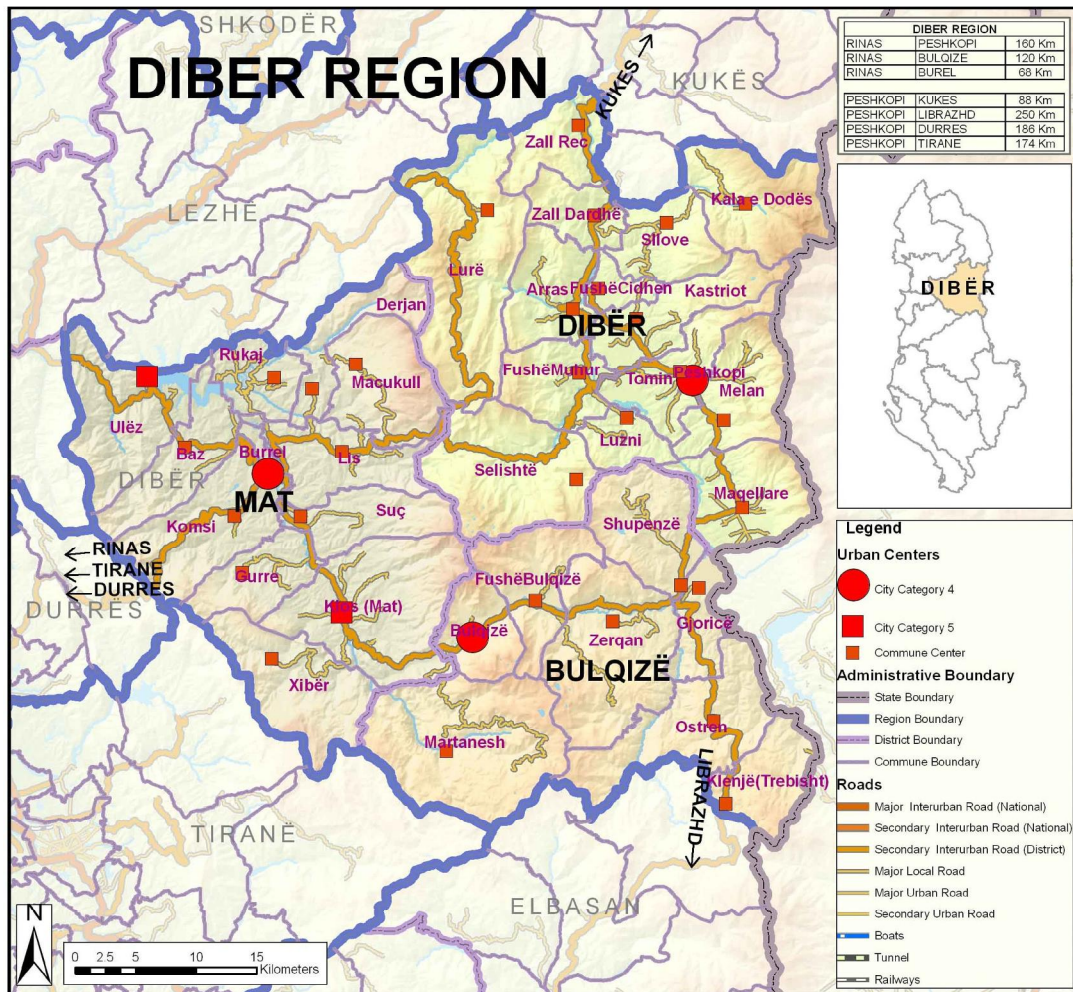 SHKODËR
DIBER REGION
KUKËS
KUKES
LEZHË
Zall Rec
Kala e Dodës
Zall Dardhë
Sllove
Lurë
Arras
FushëCidhen
Kastriot
Derjan
DIBËR
Rukaj
Macukull
FushëMuhur
Tomin
Peshkopi
Melan
Ulëz
Luzni
Baz
Burrel
Lis
Selishtë
DIBËR
MAT
Maqellare
Komsi
Suç
Shupenzë
RINAS
TIRANE
DURRES
DURRËS
Gurre
FushëBulqizë
Klos (Mat)
Bulqizë
Zerqan
Gjoricë
BULQIZË
Xibër
Martanesh
Ostren
LIBRAZHD
Klenjë(Trebisht)
TIRANË
ELBASAN
N
0 2.5 5 10 15
Kilometers
DIBER REGION
RINAS PESHKOPI 160 Km
RINAS BULQIZE 120 Km
RINAS BUREL 68 Km
PESHKOPI KUKES 88 Km
PESHKOPI LIBRAZHD 250 Km
PESHKOPI DURRES 186 Km
PESHKOPI TIRANE 174 Km
DIBËR
Legend
Urban Centers
City Category 4
City Category 5
Commune Center
Administrative Boundary
State Boundary
Region Boundary
District Boundary
Commune Boundary
Roads
Major Interurban Road (National)
Secondary Interurban Road (National)
Secondary Interurban Road (District)
Major Local Road
Major Urban Road
Secondary Urban Road
Boats
Tunnel
Railways